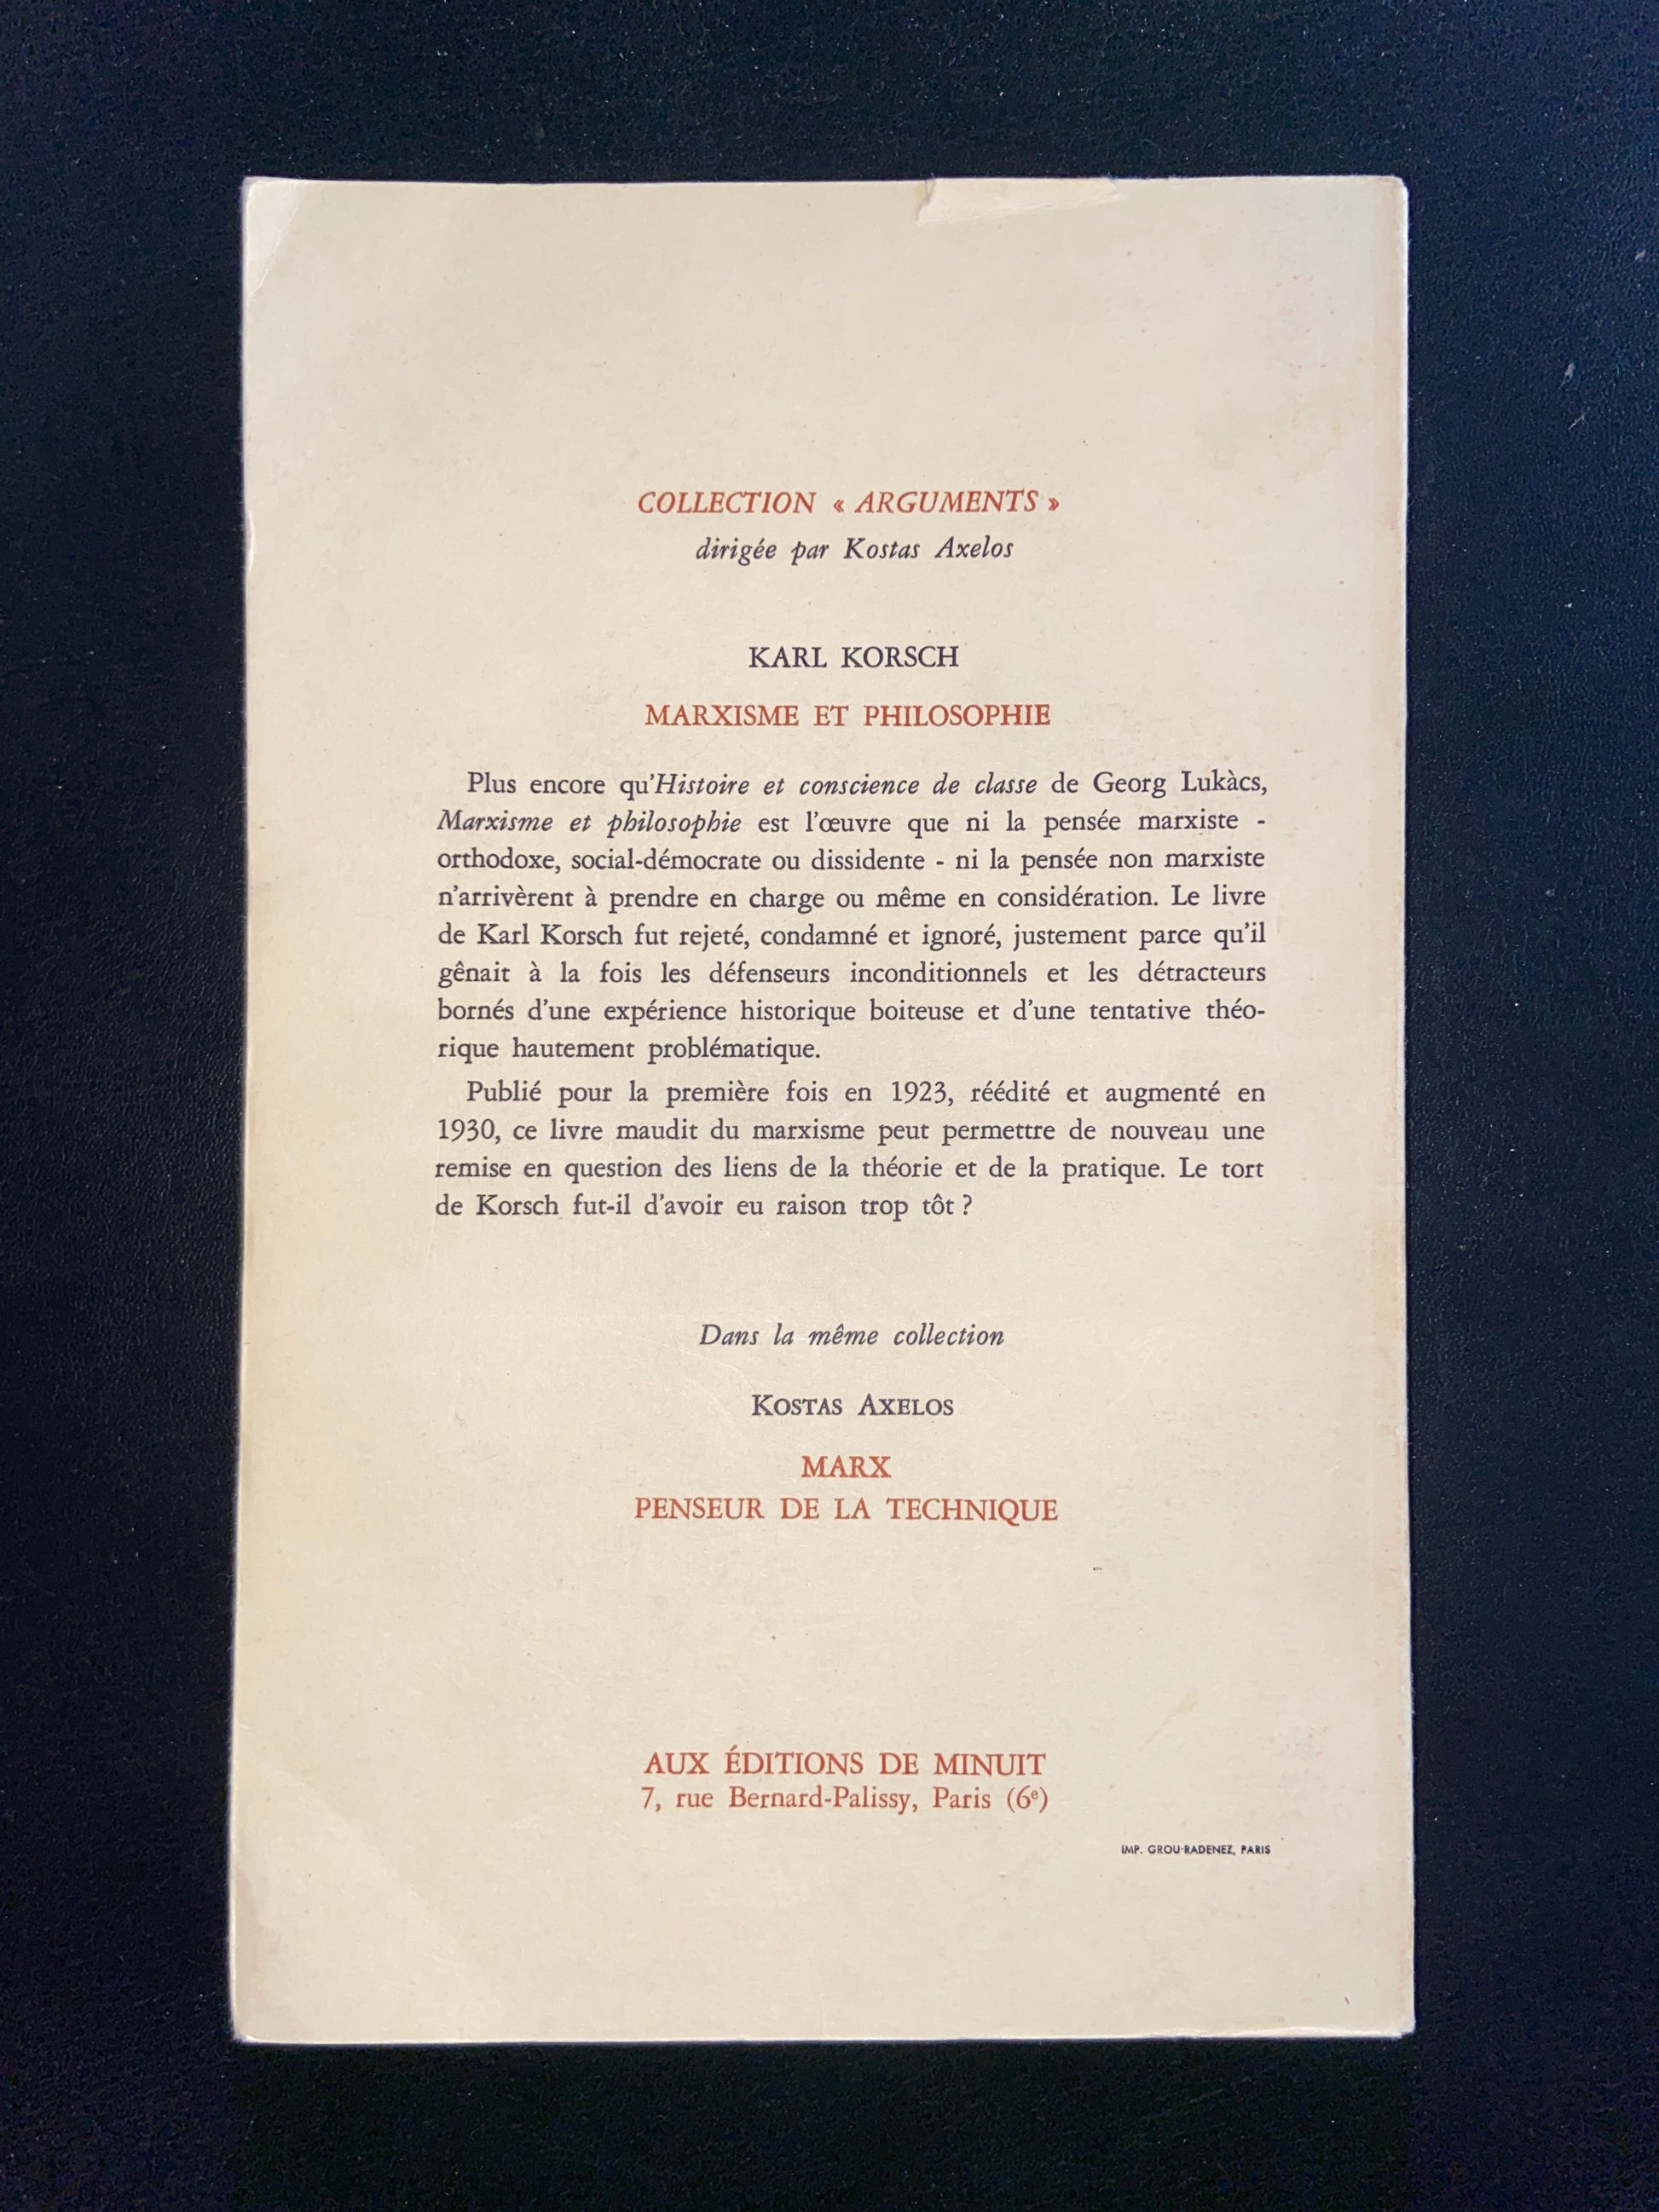 COLLECTION « ARGUMENTS »
dirigée par Kostas Axelos
KARL KORSCH
MARXISME ET PHILOSOPHIE
Plus encore qu'Histoire et conscience de classe de Georg Lukàcs,
Marxisme et philosophie est l'œuvre que ni la pensée marxiste -
orthodoxe, social-démocrate ou dissidente - ni la pensée non marxiste
n'arrivèrent à prendre en charge ou même en considération. Le livre
de Karl Korsch fut rejeté, condamné et ignoré, justement parce qu'il
gênait à la fois les défenseurs inconditionnels et les détracteurs
bornés d'une expérience historique boiteuse et d'une tentative théo-
rique hautement problématique.
Publié pour la première fois en 1923, réédité et augmenté en
1930, ce livre maudit du marxisme peut permettre de nouveau une
remise en question des liens de la théorie et de la pratique. Le tort
de Korsch fut-il d'avoir eu raison trop tôt ?
Dans la même collection
KOSTAS AXELOS
MARX
PENSEUR DE LA TECHNIQUE
AUX ÉDITIONS DE MINUIT
7, rue Bernard-Palissy, Paris (6e)
IMP. GROU-RADENEZ, PARIS